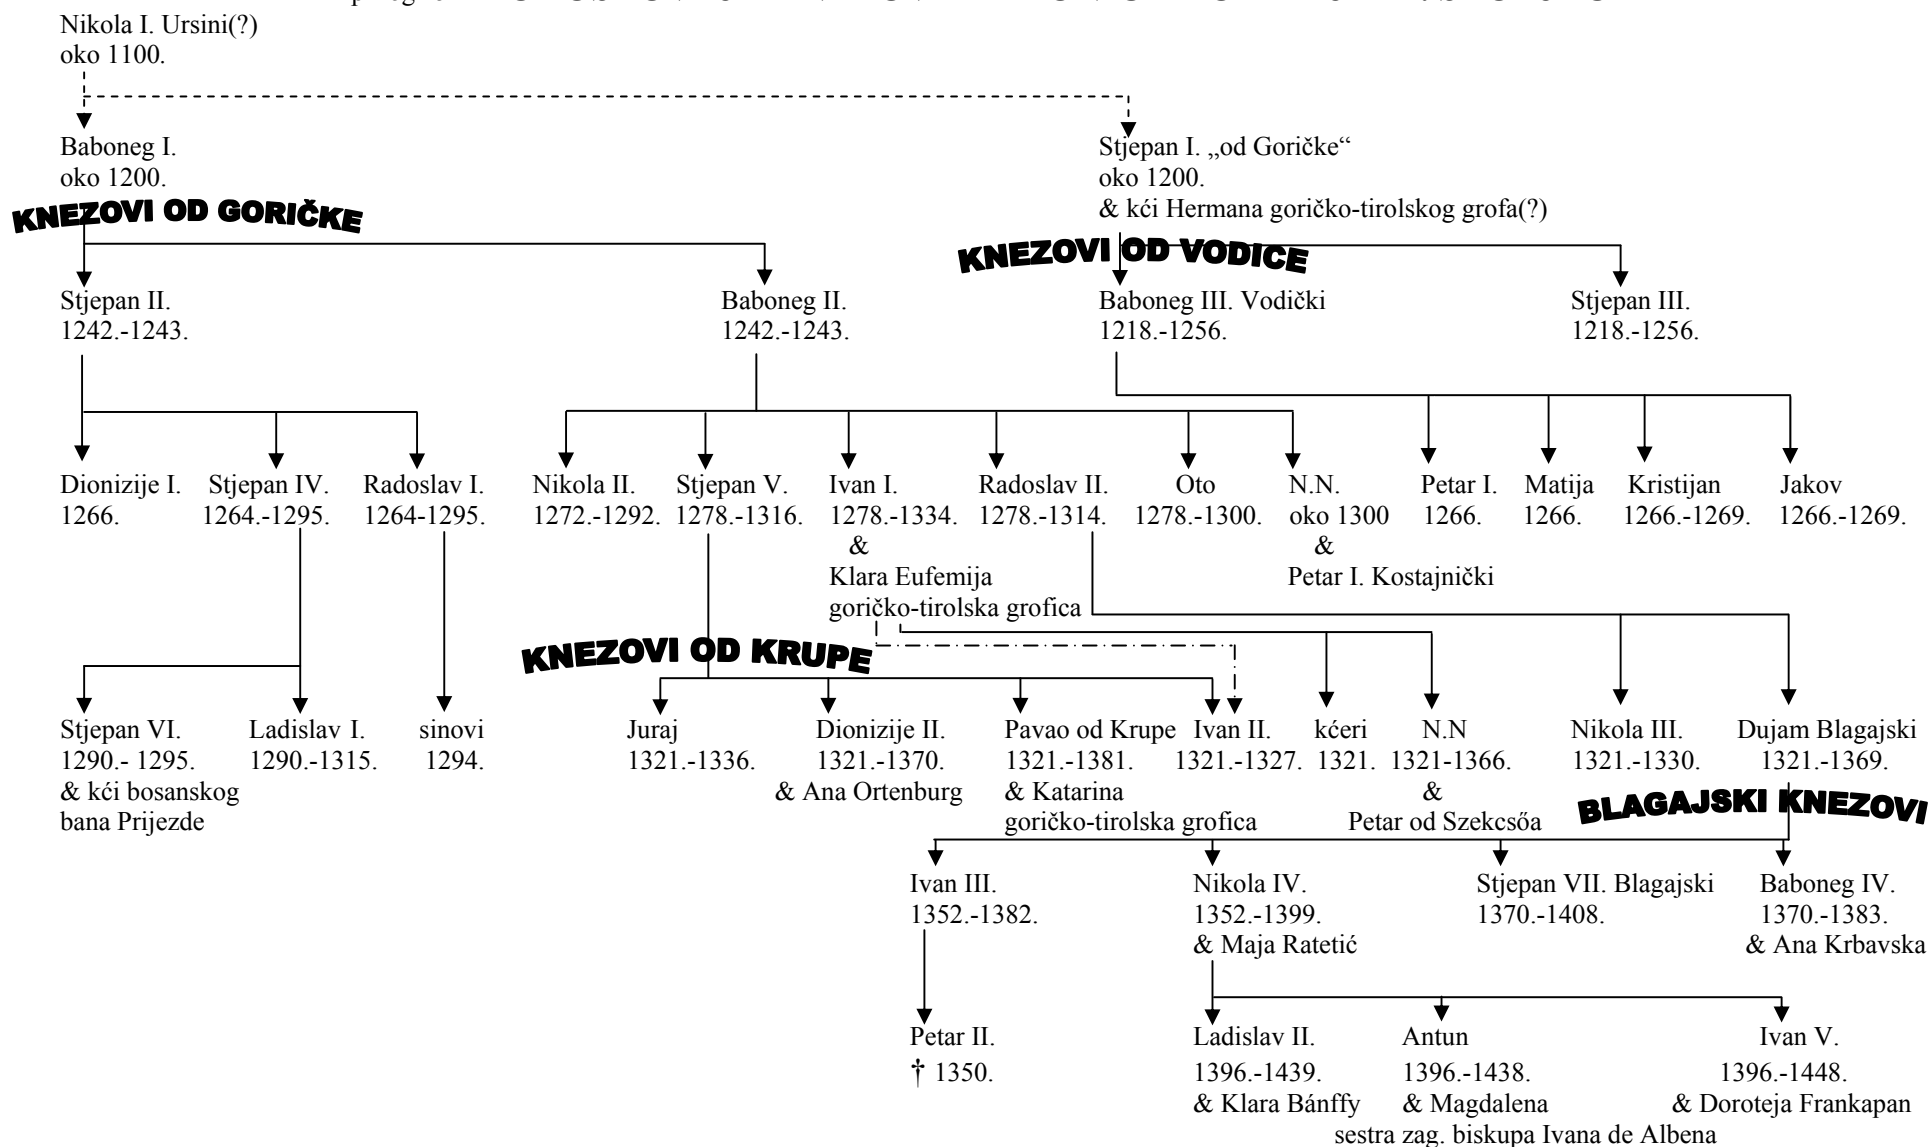 Nikola I. Ursini(?)
oko 1100.
Baboneg I.
oko 1200.
Stjepan I. „od Goričke“
oko 1200.
& kći Hermana goričko-tirolskog grofa(?)
KNEZOVI OD GORIČKE
KNEZOVI OD VODICE
Stjepan II.
1242.-1243.
Baboneg II.
1242.-1243.
Baboneg III. Vodički
1218.-1256.
Stjepan III.
1218.-1256.
Dionizije I.
1266.
Stjepan IV.
1264.-1295.
Radoslav I.
1264-1295.
Nikola II.
1272.-1292.
Stjepan V.
1278.-1316.
Ivan I.
1278.-1334.
&
Klara Eufemija
goričko-tirolska grofica
Radoslav II.
1278.-1314.
Oto
1278.-1300.
N.N.
oko 1300
&
Petar I. Kostajnički
Petar I.
1266.
Matija
1266.
Kristijan
1266.-1269.
Jakov
1266.-1269.
KNEZOVI OD KRUPE
Stjepan VI.
1290.- 1295.
& kći bosanskog
bana Prijezde
Ladislav I.
1290.-1315.
sinovi
1294.
Juraj
1321.-1336.
Dionizije II.
1321.-1370.
& Ana Ortenburg
Pavao od Krupe
1321.-1381.
& Katarina
goričko-tirolska grofica
Ivan II.
1321.-1327.
kćeri
1321.
N.N
1321-1366.
&
Petar od Szekcsőa
Nikola III.
1321.-1330.
Dujam Blagajski
1321.-1369.
BLAGAJSKI KNEZOVI
Ivan III.
1352.-1382.
Nikola IV.
1352.-1399.
& Maja Ratetić
Stjepan VII. Blagajski
1370.-1408.
Baboneg IV.
1370.-1383.
& Ana Krbavska
Petar II.
† 1350.
Ladislav II.
1396.-1439.
& Klara Bánffy
Antun
1396.-1438.
& Magdalena
sestra zag. biskupa Ivana de Albena
Ivan V.
1396.-1448.
& Doroteja Frankapan